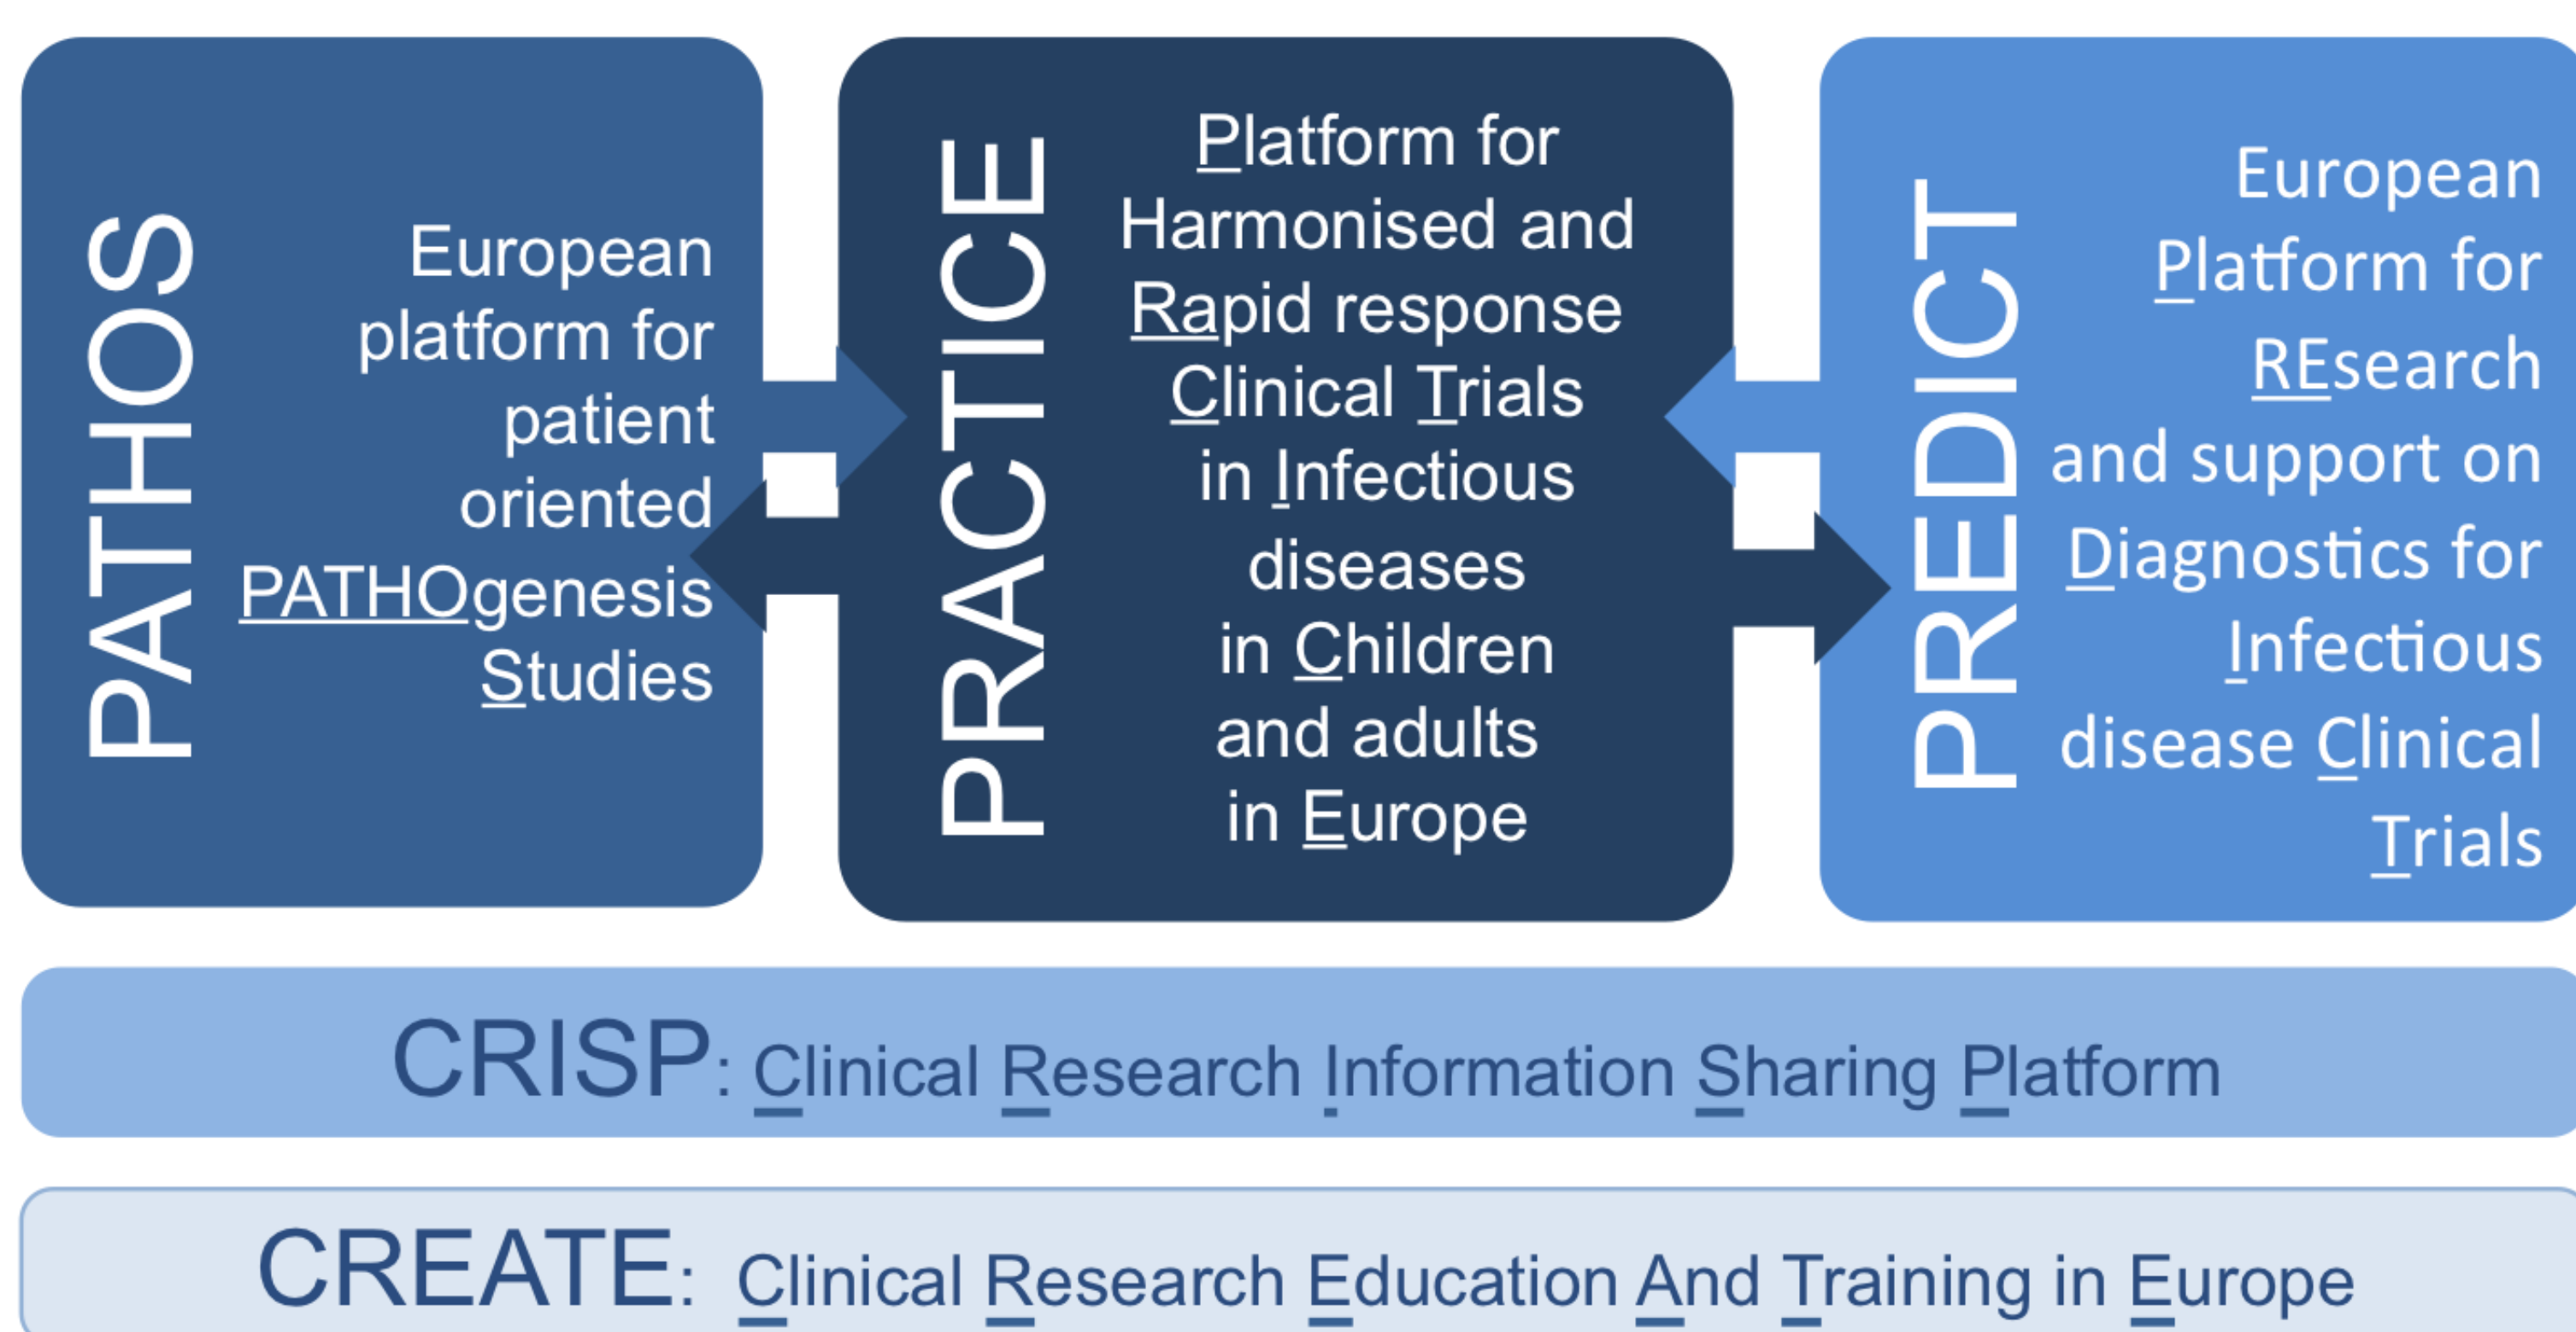 PATHOS
European
platform for
patient
oriented
PATHOgenesis
Studies
PRACTICE
Platform for
Harmonised and
Rapid response
Clinical Trials
in Infectious
diseases
in Children
and adults
in Europe
PREDICT
European
Platform for
REsearch
and support on
Diagnostics for
Infectious
disease Clinical
Trials
CRISP: Clinical Research Information Sharing Platform
CREATE: Clinical Research Education And Training in Europe